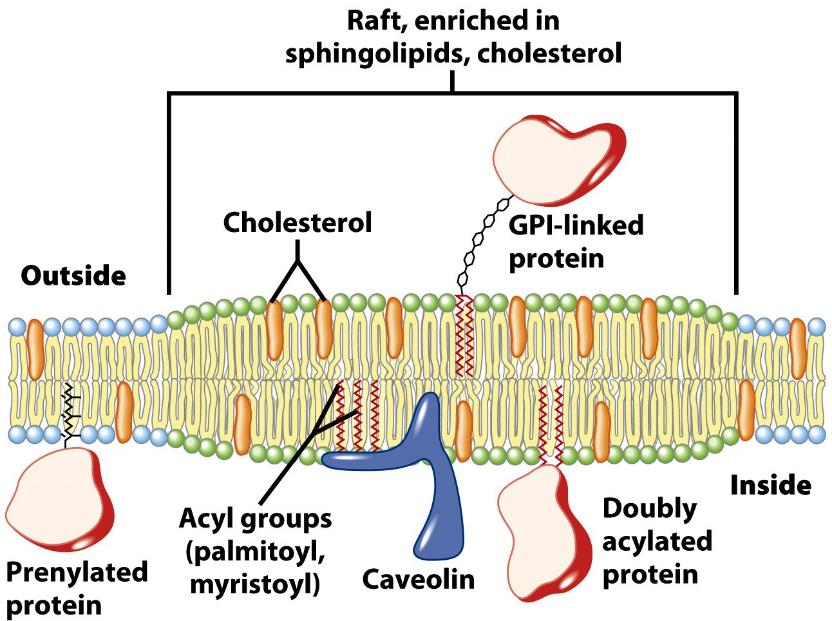 Raft, enriched in
sphingolipids, cholesterol
Cholesterol
GPI-linked
protein
Outside
Inside
Acyl groups
(palmitoyl,
myristoyl)
Caveolin
Doubly
acylated
protein
Prenylated
protein